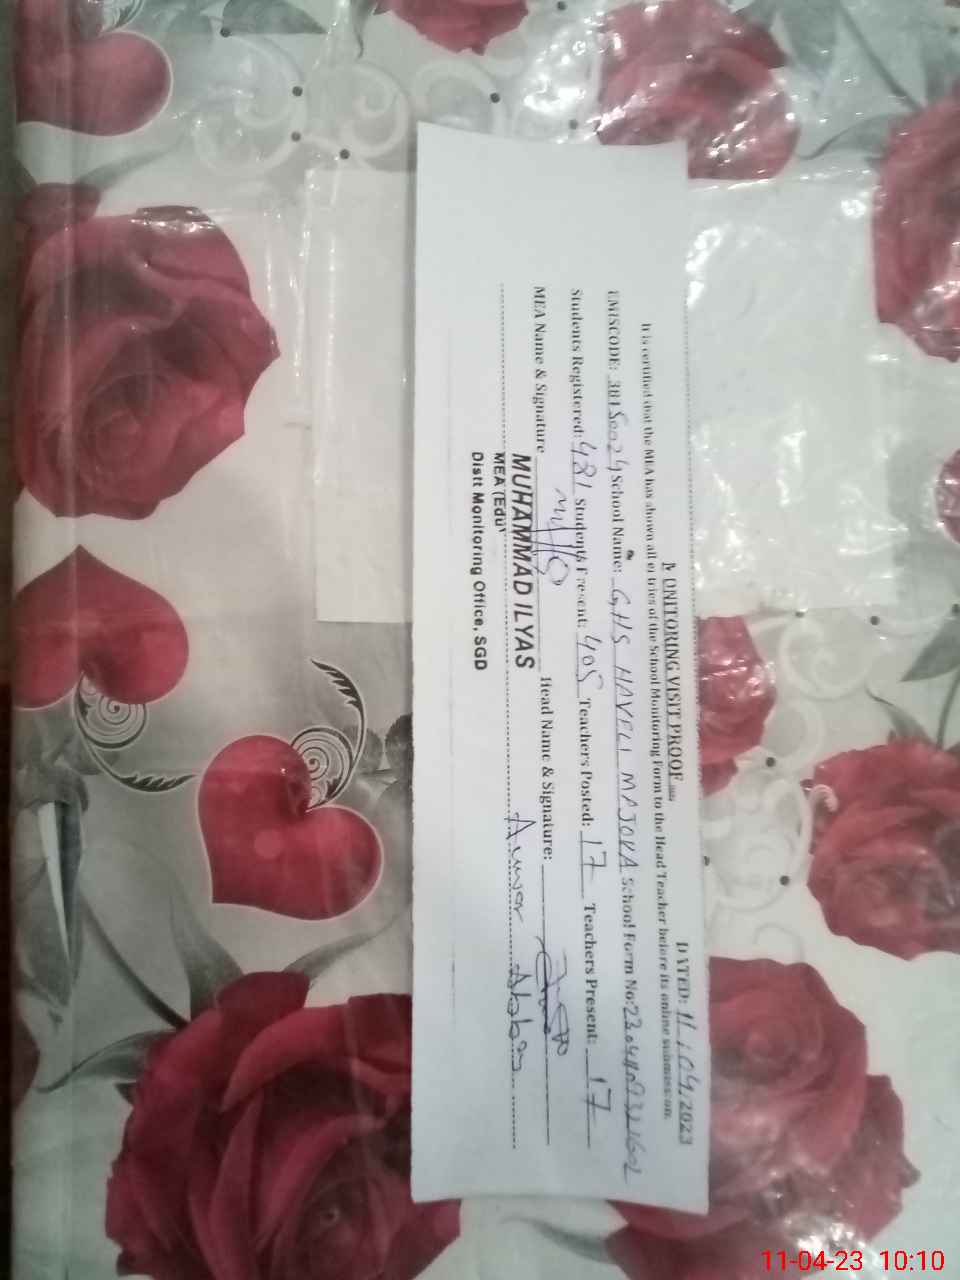 MONITORING VISIT PROOF
DATED: 11/04/2023
It is certified that the MEA has shown all entries of the School Monitoring Form to the Head Teacher before its online submission.
EMISCODE: 38150024 School Name: GHS HAVELI MAJOKA School Form No:
Students Registered: 481 Students Present: 405 Teachers Posted: 17 Teachers Present: 17
MEA Name & Signature Head Name & Signature:
MUHAMMAD ILYAS Anwar Abbas
MEA (Edu)
Distt Monitoring Office, SGD
11-04-23 10:10